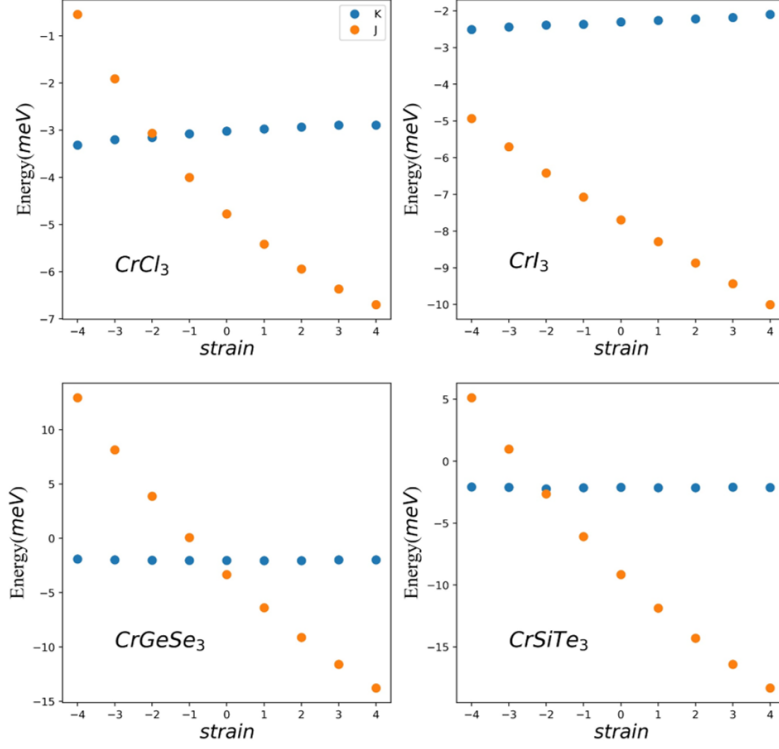 K
J
−1
−2
−3
−4
−5
−6
−7
Energy(meV)
CrCl₃
−4 −3 −2 −1 0 1 2 3 4
strain
−2
−3
−4
−5
−6
−7
−8
−9
−10
Energy(meV)
CrI₃
−4 −3 −2 −1 0 1 2 3 4
strain
10
5
0
−5
−10
−15
Energy(meV)
CrGeSe₃
−4 −3 −2 −1 0 1 2 3 4
strain
5
0
−5
−10
−15
Energy(meV)
CrSiTe₃
−4 −3 −2 −1 0 1 2 3 4
strain